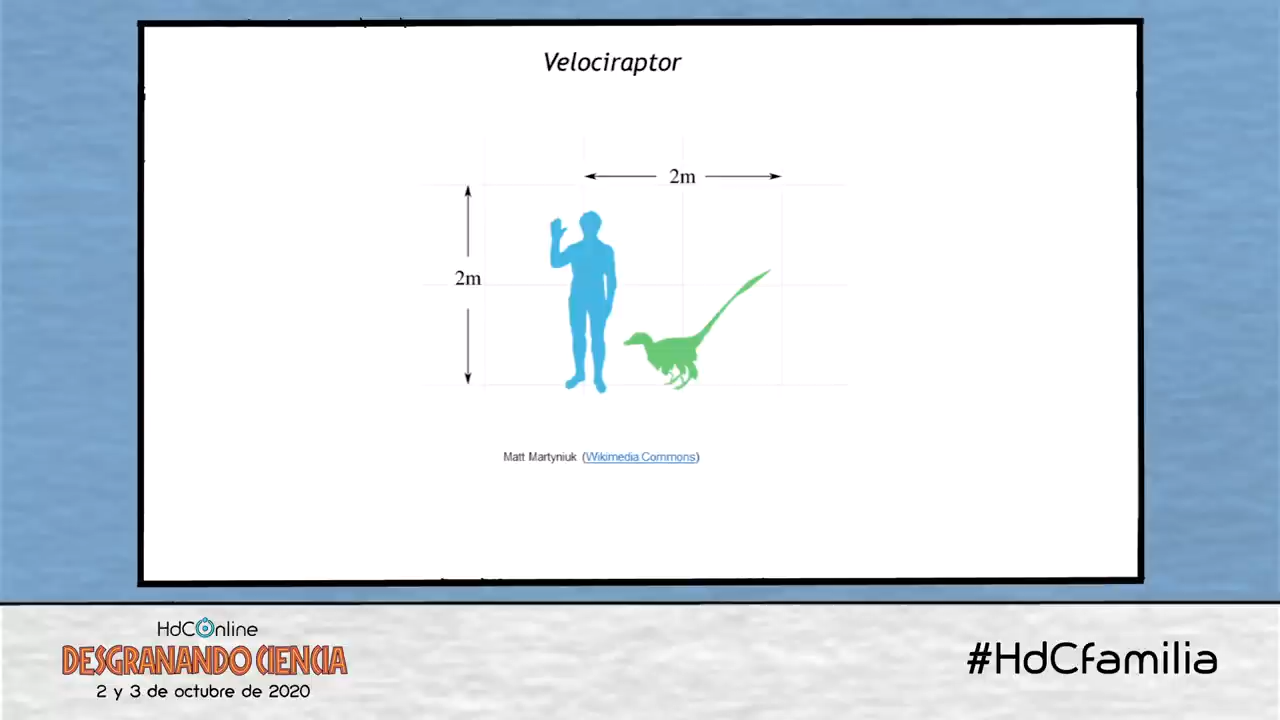 Velociraptor
2m
2m
Matt Martyniuk (Wikimedia Commons)
HdCOnline
DESGRANANDO CIENCIA
2 y 3 de octubre de 2020
#HdCfamilia